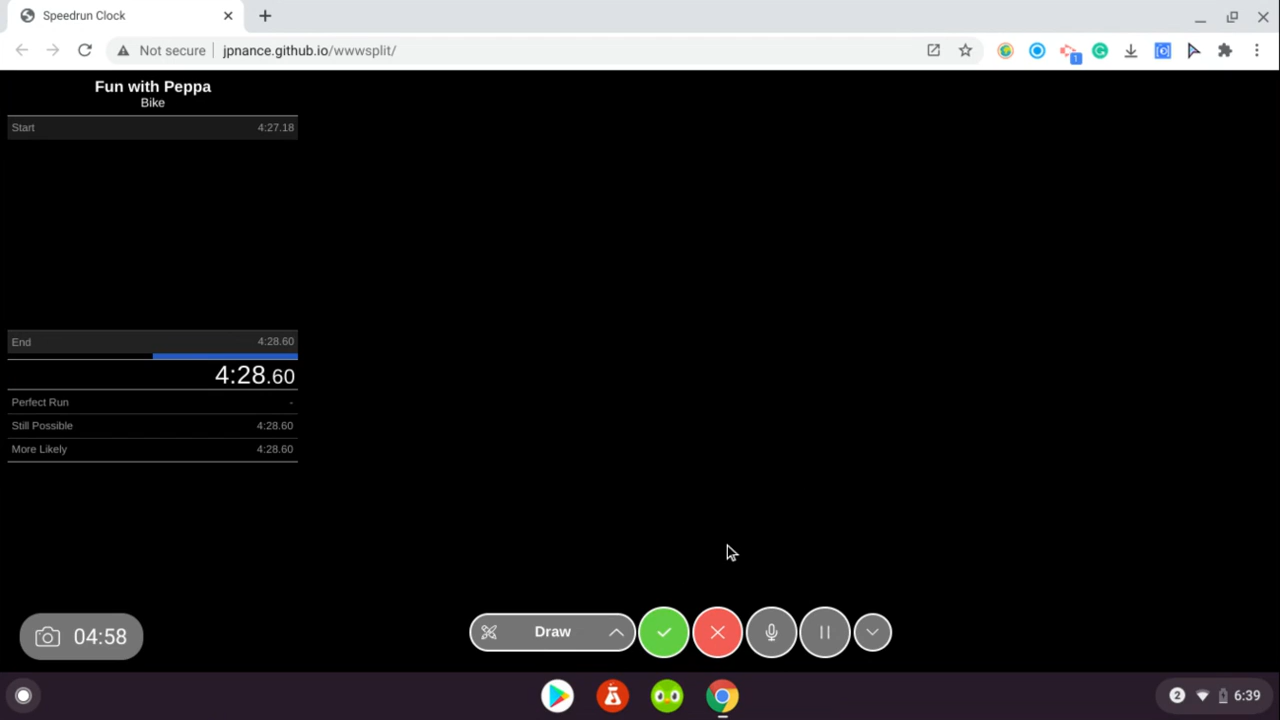 Speedrun Clock
Not secure jpnance.github.io/wwwsplit/
1
Fun with Peppa
Bike
Start 4:27.18
End 4:28.60
4:28.60
Perfect Run -
Still Possible 4:28.60
More Likely 4:28.60
04:58
Draw
2 6:39